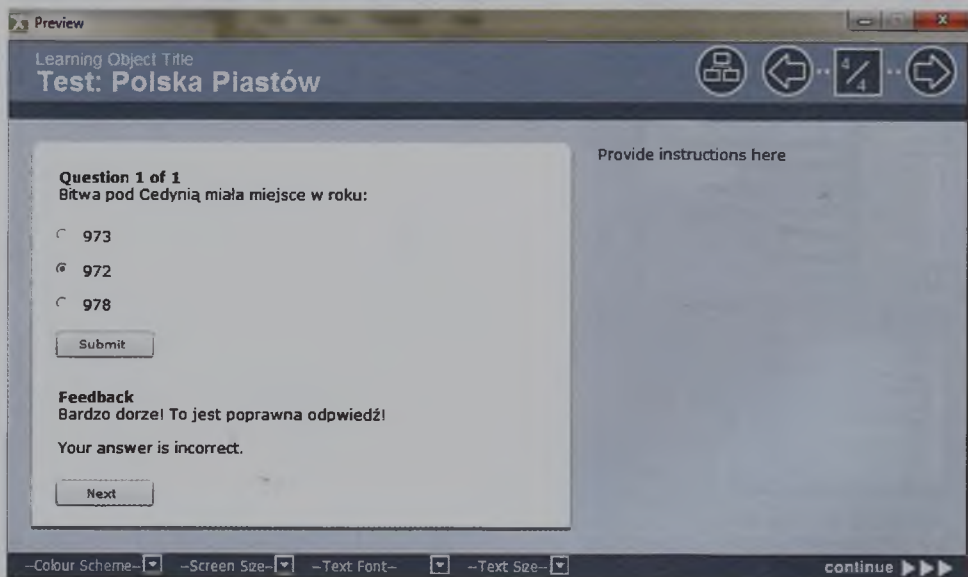 Preview
Learning Object Title
Test: Polska Piastów
4/4
Provide instructions here
Question 1 of 1
Bitwa pod Cedynią miała miejsce w roku:
973
972
978
Submit
Feedback
Bardzo dorze! To jest poprawna odpwiedź!
Your answer is incorrect.
Next
--Colour Scheme-- --Screen Size-- --Text Font-- --Text Size--
continue